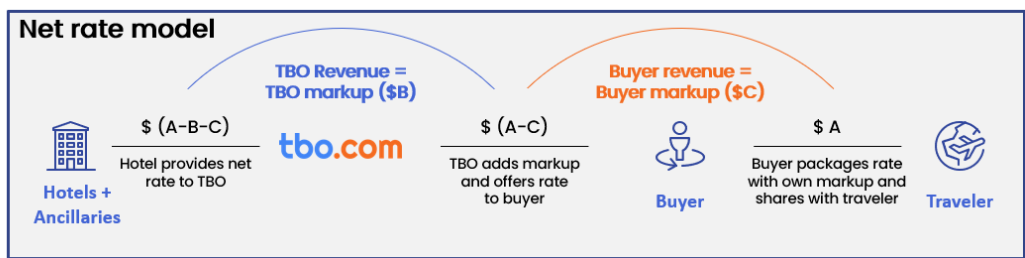 Net rate model
TBO Revenue =
TBO markup ($B)
Buyer revenue =
Buyer markup ($C)
$ (A-B-C)
Hotel provides net
rate to TBO
Hotels +
Ancillaries
tbo.com
$ (A-C)
TBO adds markup
and offers rate
to buyer
Buyer
$ A
Buyer packages rate
with own markup and
shares with traveler
Traveler